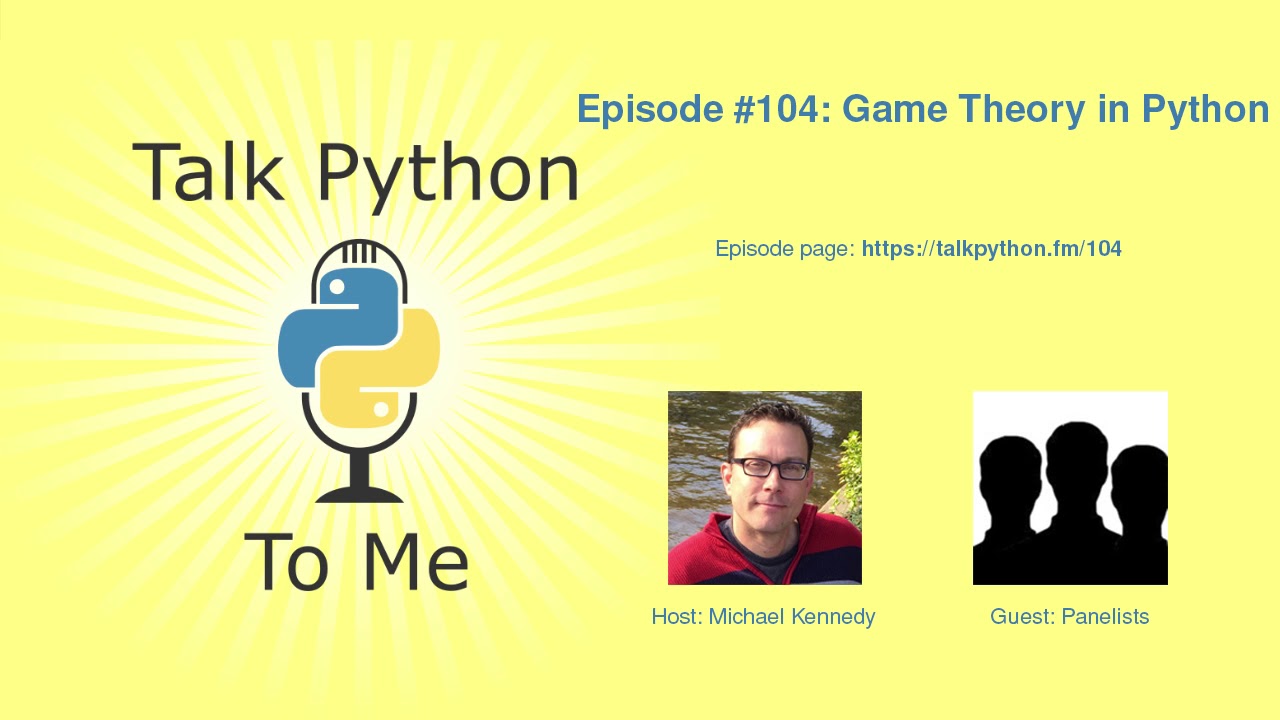 Episode #104: Game Theory in Python
Talk Python
Episode page: https://talkpython.fm/104
To Me
Host: Michael Kennedy
Guest: Panelists